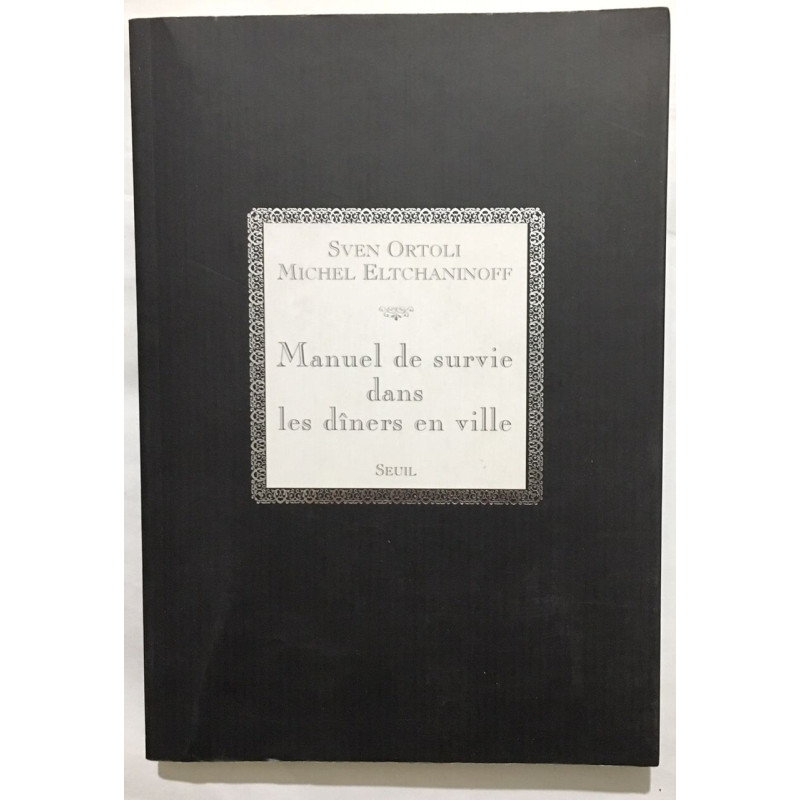 SVEN ORTOLI
MICHEL ELTCHANINOFF
Manuel de survie
dans
les dîners en ville
SEUIL